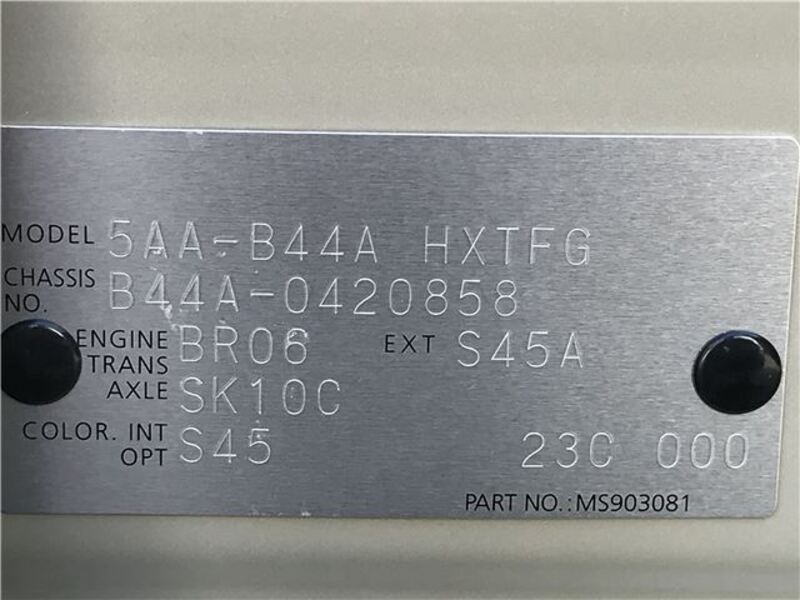 MODEL 5AA-B44A HXTFG
CHASSIS NO. B44A-0420858
ENGINE BR06 EXT S45A
TRANS AXLE SK10C
COLOR. INT S45
OPT 23C 000
PART NO.: MS903081